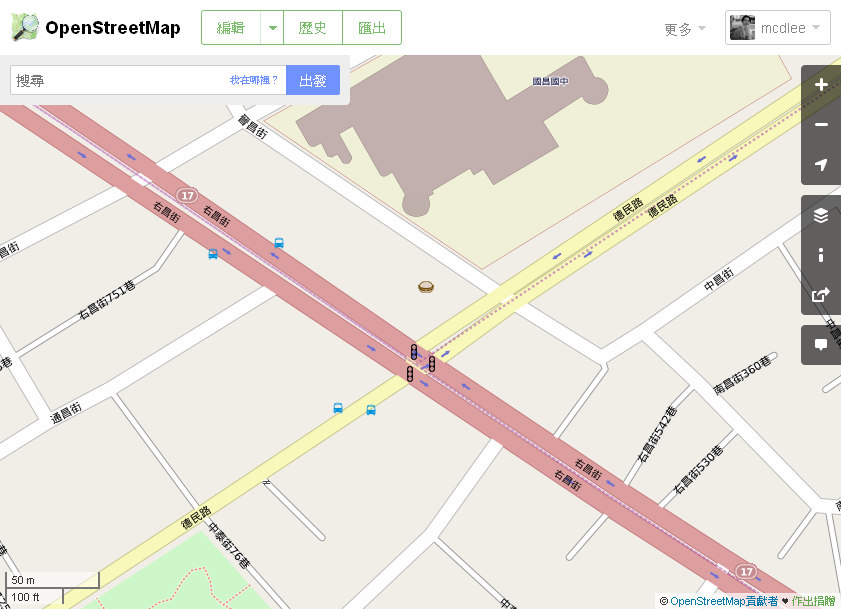 OpenStreetMap
編輯
歷史
匯出
更多
mcdlee
搜尋
我在哪裡？
出發
國昌國中
晉昌街
17
右昌街
右昌街
德民路
德民路
中昌街
右昌街751巷
南昌街360巷
通昌街
右昌街542巷
右昌街530巷
右昌街
右昌街
德民路
中泰街76巷
17
50 m
100 ft
© OpenStreetMap貢獻者 ♥ 作出捐贈